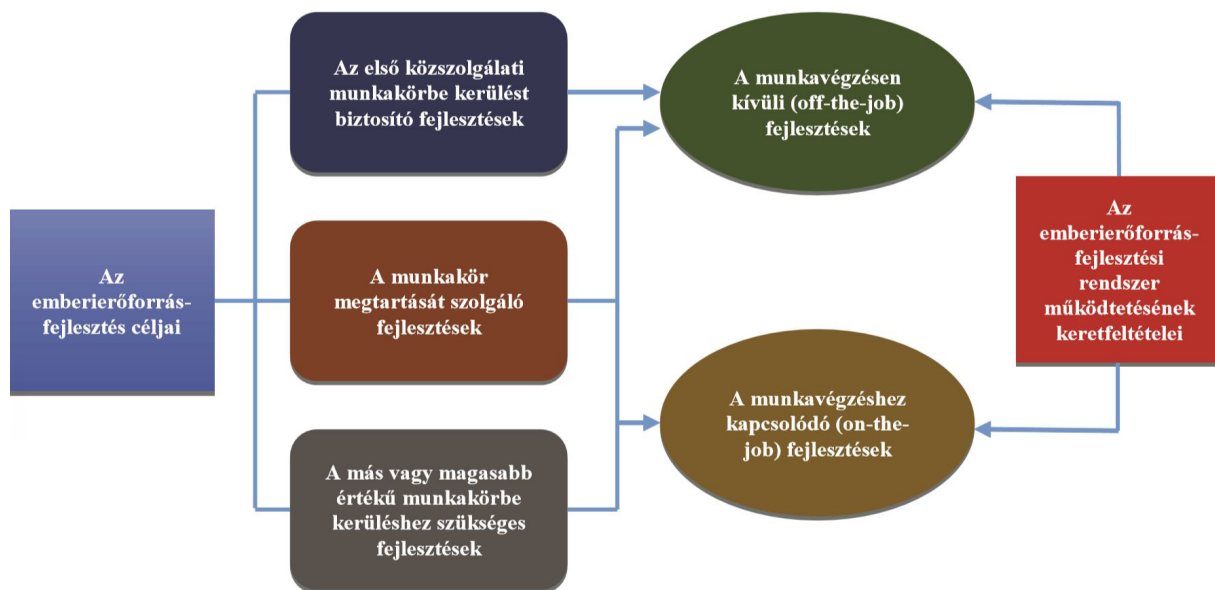 Az
emberierőforrás-
fejlesztés céljai
Az első közszolgálati
munkakörbe kerülést
biztosító fejlesztések
A munkakör
megtartását szolgáló
fejlesztések
A más vagy magasabb
értékű munkakörbe
kerüléshez szükséges
fejlesztések
A munkavégzésen
kívüli (off-the-job)
fejlesztések
A munkavégzéshez
kapcsolódó (on-the-
job) fejlesztések
Az
emberierőforrás-
fejlesztési
rendszer
működtetésének
keretfeltételei